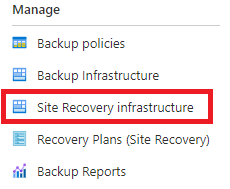 Manage
Backup policies
Backup Infrastructure
Site Recovery infrastructure
Recovery Plans (Site Recovery)
Backup Reports